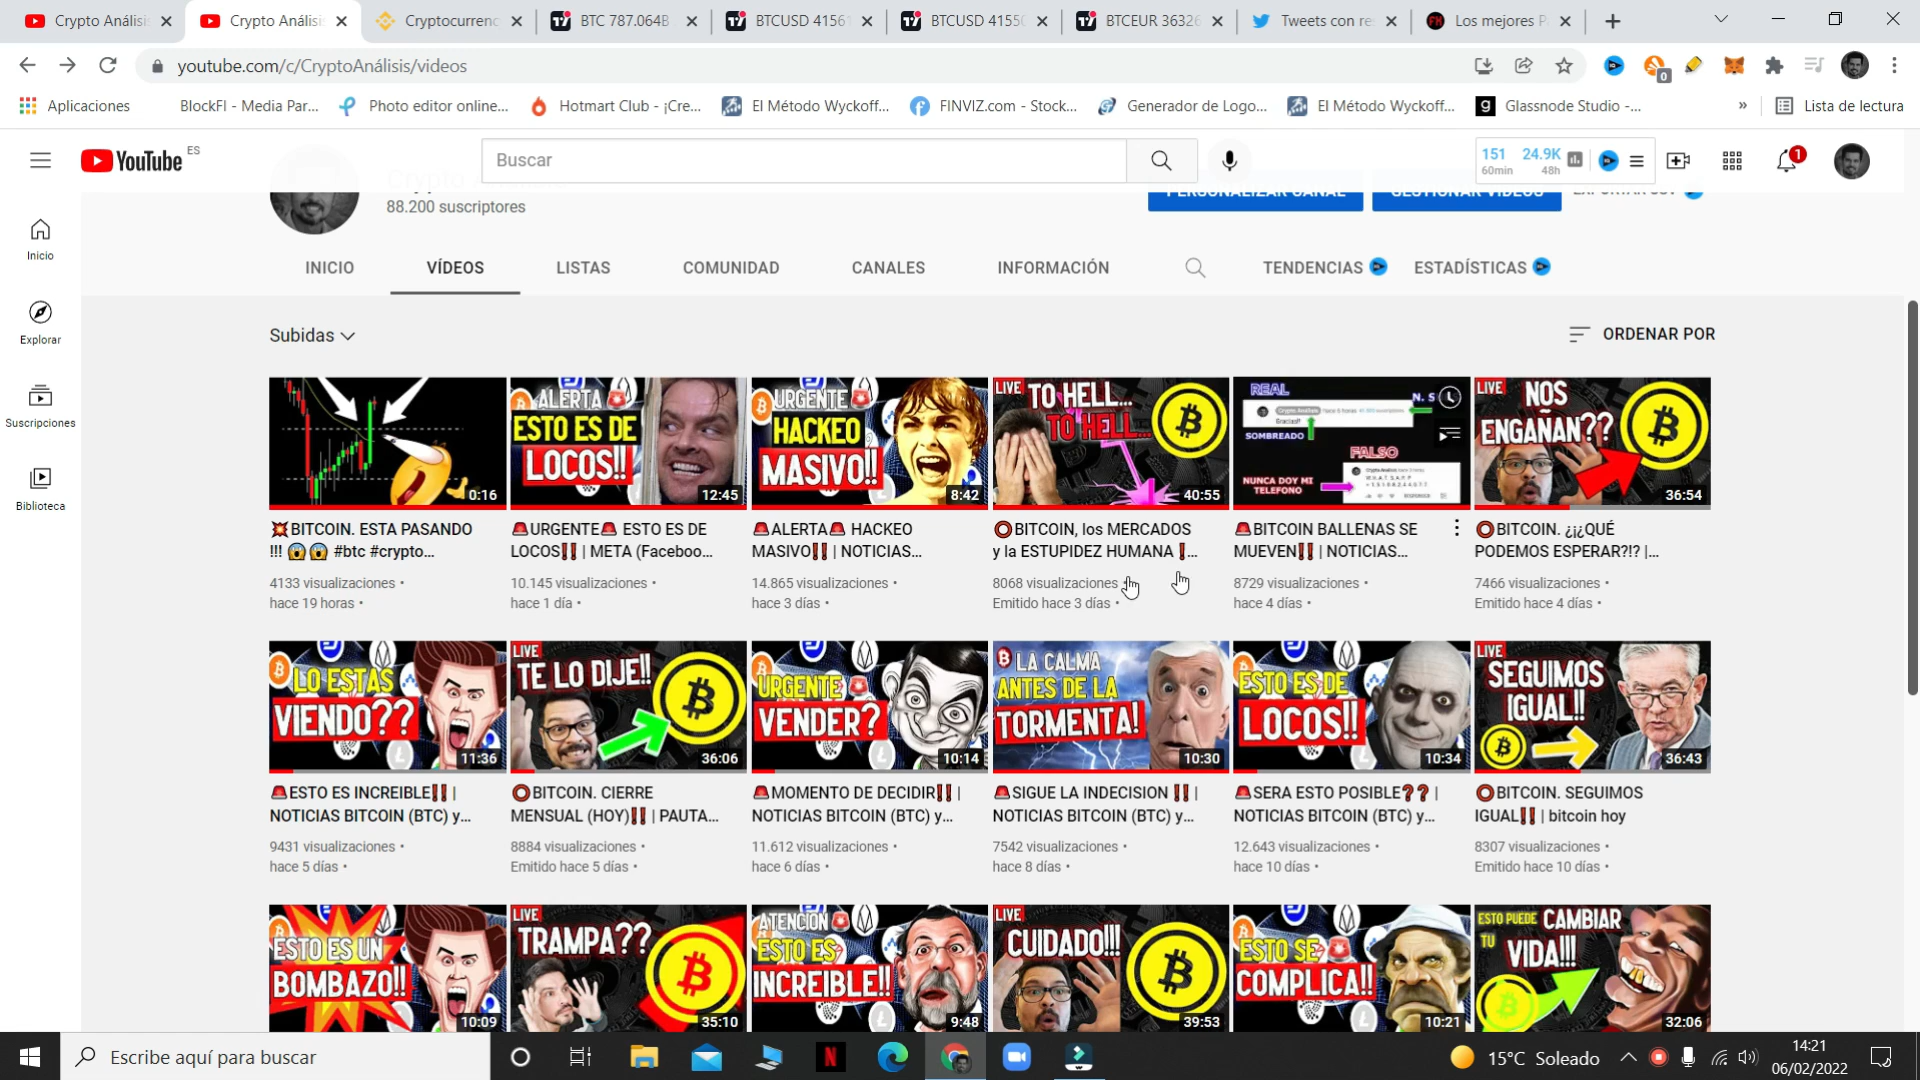 Crypto Análisi
Crypto Análisi
Cryptocurrenc
BTC 787.064B
BTCUSD 4156
BTCUSD 4155
BTCEUR 36326
Tweets con re
Los mejores P
youtube.com/c/CryptoAnálisis/videos
0
Aplicaciones
BlockFI - Media Par...
Photo editor online...
Hotmart Club - ¡Cre...
El Método Wyckoff...
FINVIZ.com - Stock...
Generador de Logo...
El Método Wyckoff...
Glassnode Studio -...
»
Lista de lectura
YouTube ES
Buscar
151
60min
24.9K
48h
1
88.200 suscriptores
PERSONALIZAR CANAL
GESTIONAR VÍDEOS
EXPORTAR CSV
Inicio
Explorar
Suscripciones
Biblioteca
INICIO
VÍDEOS
LISTAS
COMUNIDAD
CANALES
INFORMACIÓN
TENDENCIAS
ESTADÍSTICAS
Subidas
ORDENAR POR
0:16
ALERTA
ESTO ES DE
LOCOS!!
12:45
URGENTE
HACKEO
MASIVO!!
8:42
LIVE
TO HELL...
TO HELL...
40:55
REAL
Crypto Análisis
Gracias!!
N. S
SOMBREADO
FALSO
NUNCA DOY MI
TELEFONO
LIVE
NOS
ENGAÑAN??
36:54
💥BITCOIN. ESTA PASANDO
!!! 😱😱 #btc #crypto...
4133 visualizaciones •
hace 19 horas •
🚨URGENTE🚨 ESTO ES DE
LOCOS‼️ | META (Faceboo...
10.145 visualizaciones •
hace 1 día •
🚨ALERTA🚨 HACKEO
MASIVO‼️ | NOTICIAS...
14.865 visualizaciones •
hace 3 días •
⭕BITCOIN, los MERCADOS
y la ESTUPIDEZ HUMANA ❗...
8068 visualizaciones •
Emitido hace 3 días •
🚨BITCOIN BALLENAS SE
MUEVEN‼️ | NOTICIAS...
8729 visualizaciones •
hace 4 días •
⭕BITCOIN. ¿¡¿QUÉ
PODEMOS ESPERAR?!? |...
7466 visualizaciones •
Emitido hace 4 días •
LO ESTAS
VIENDO??
11:36
LIVE
TE LO DIJE!!
36:06
URGENTE
VENDER?
10:14
LA CALMA
ANTES DE LA
TORMENTA!
10:30
ESTO ES DE
LOCOS!!
10:34
LIVE
SEGUIMOS
IGUAL!!
36:43
🚨ESTO ES INCREIBLE‼️ |
NOTICIAS BITCOIN (BTC) y...
9431 visualizaciones •
hace 5 días •
⭕BITCOIN. CIERRE
MENSUAL (HOY)‼️ | PAUTA...
8884 visualizaciones •
Emitido hace 5 días •
🚨MOMENTO DE DECIDIR‼️ |
NOTICIAS BITCOIN (BTC) y...
11.612 visualizaciones •
hace 6 días •
🚨SIGUE LA INDECISION ‼️ |
NOTICIAS BITCOIN (BTC) y...
7542 visualizaciones •
hace 8 días •
🚨SERA ESTO POSIBLE❓❓ |
NOTICIAS BITCOIN (BTC) y...
12.643 visualizaciones •
hace 10 días •
⭕BITCOIN. SEGUIMOS
IGUAL‼️ | bitcoin hoy
8307 visualizaciones •
Emitido hace 10 días •
ESTO ES UN
BOMBAZO!!
10:09
LIVE
TRAMPA??
35:10
ATENCIÓN
ESTO ES
INCREIBLE!!
9:48
LIVE
CUIDADO!!!
39:53
ESTO SE
COMPLICA!!
10:21
ESTO PUEDE CAMBIAR
TU VIDA!!!
32:06
Escribe aquí para buscar
15°C Soleado
14:21
06/02/2022